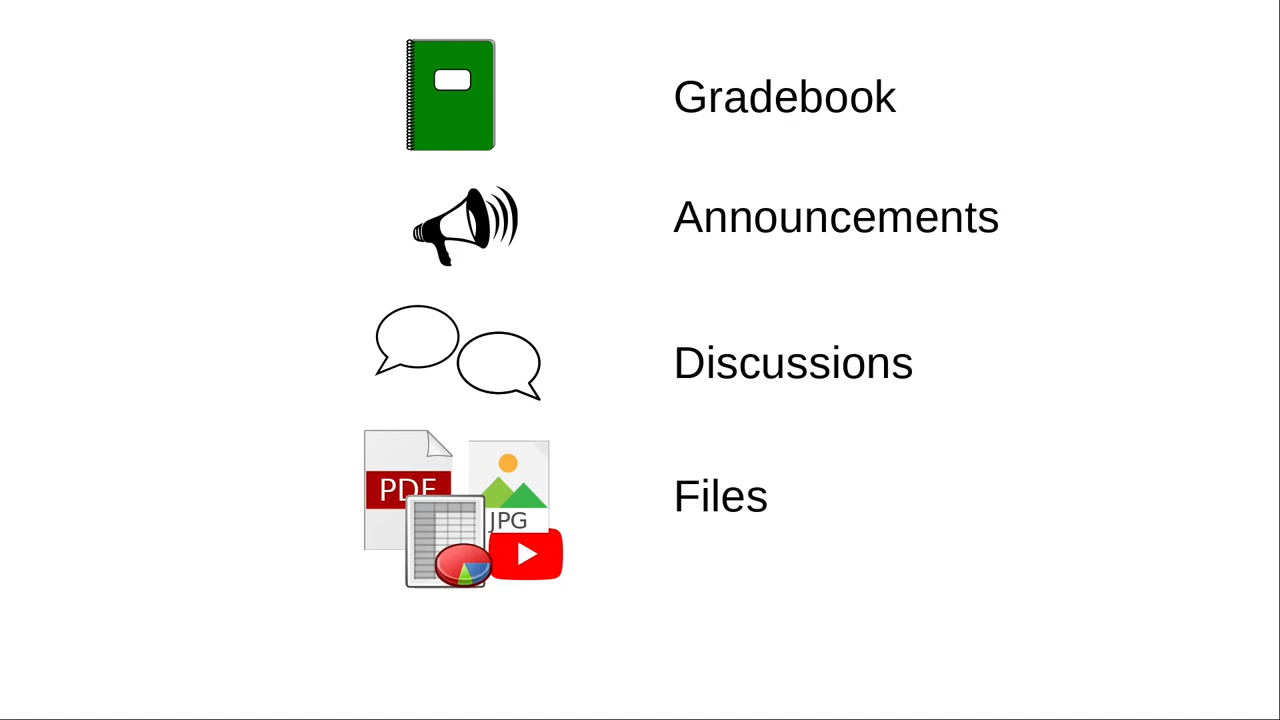 Gradebook
Announcements
Discussions
PDF
JPG
Files